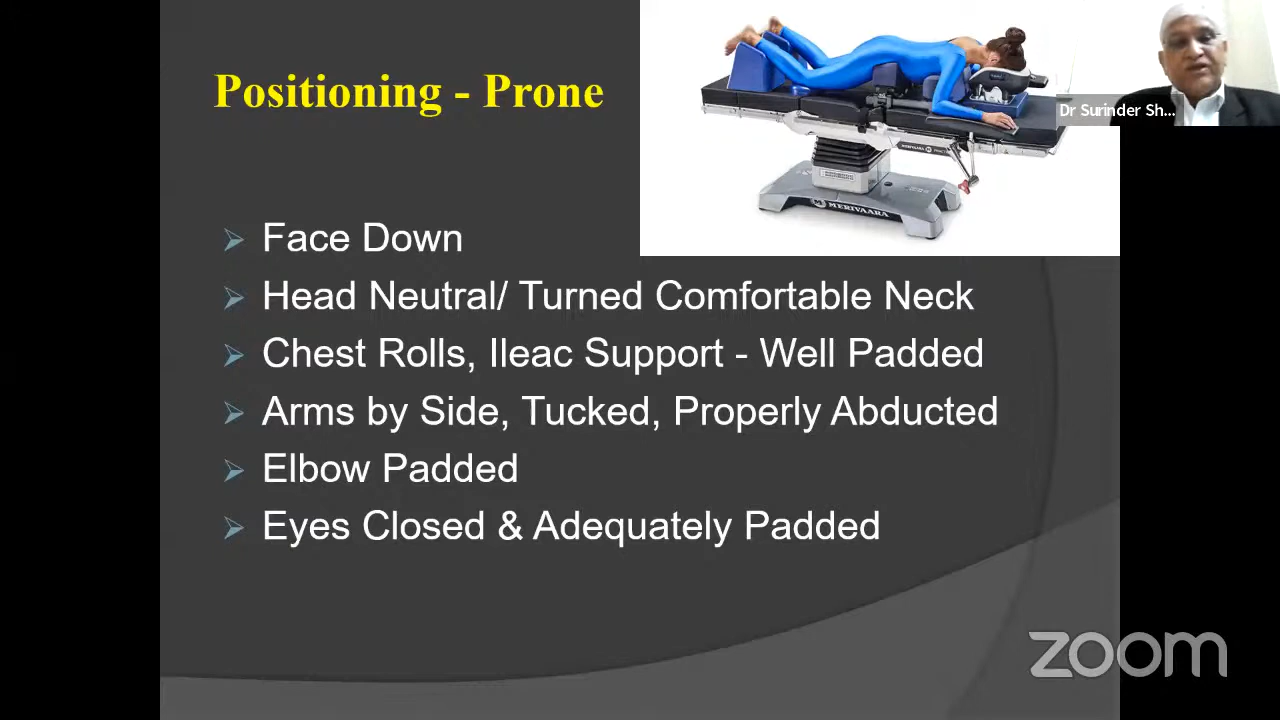 Positioning - Prone
MERIVAARA
Dr Surinder Sh...
Face Down
Head Neutral/ Turned Comfortable Neck
Chest Rolls, Ileac Support - Well Padded
Arms by Side, Tucked, Properly Abducted
Elbow Padded
Eyes Closed & Adequately Padded
zoom